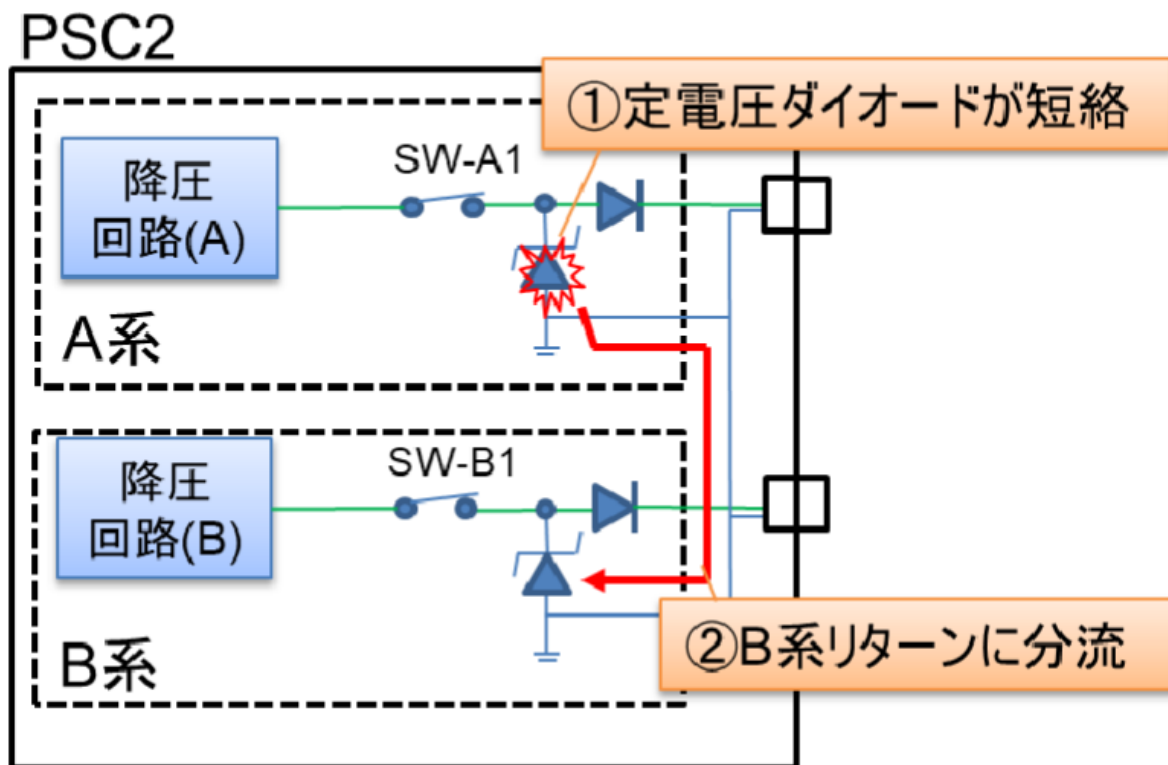 PSC2
①定電圧ダイオードが短絡
降圧
回路(A)
SW-A1
A系
降圧
回路(B)
SW-B1
②B系リターンに分流
B系